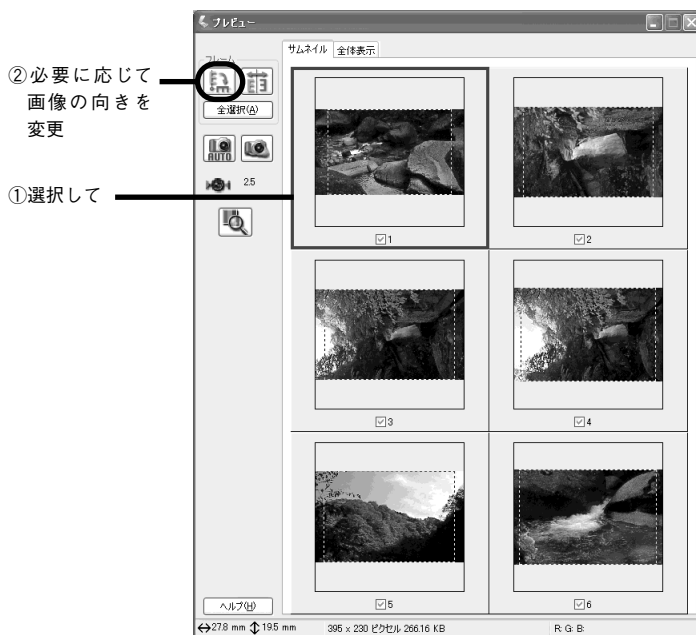 プレビュー
サムネイル 全体表示
フレーム
②必要に応じて
画像の向きを
変更
全選択(A)
AUTO
2.5
①選択して
1
2
3
4
5
6
ヘルプ(H)
27.8 mm 19.5 mm 395 × 230 ピクセル 266.16 KB R: G: B: